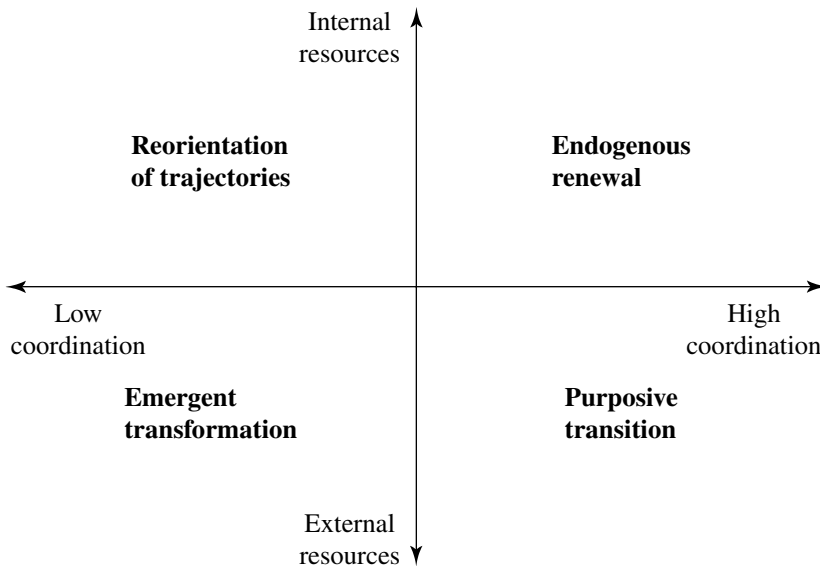 Internal
resources
Reorientation
of trajectories
Endogenous
renewal
Low
coordination
High
coordination
Emergent
transformation
Purposive
transition
External
resources